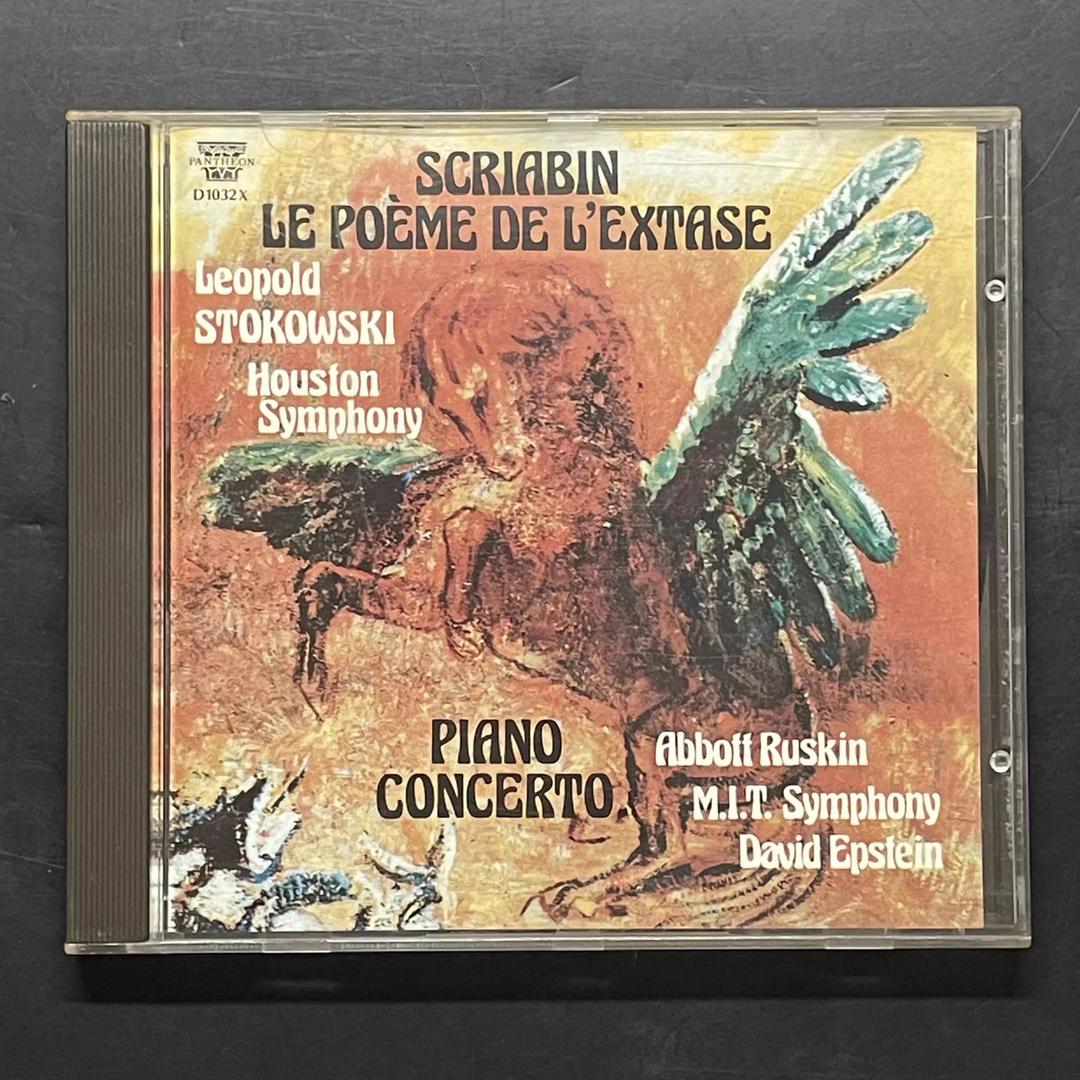 PANTHEON
D1032X
SCRIABIN
LE POÈME DE L'EXTASE
Leopold
STOKOWSKI
Houston
Symphony
PIANO
CONCERTO
Abbott Ruskin
M.I.T. Symphony
David Epstein